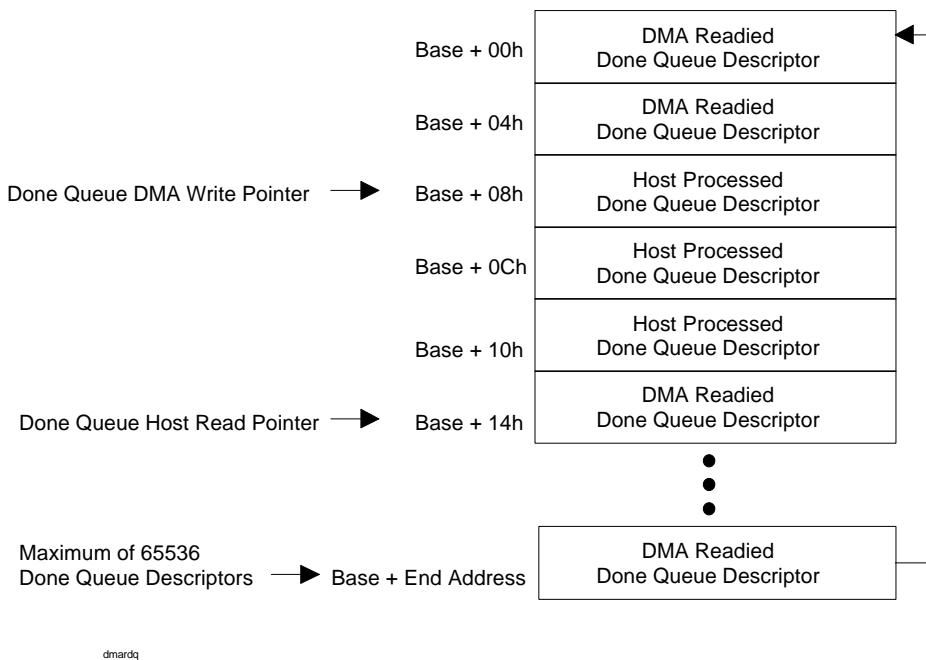 Base + 00h
DMA Readied
Done Queue Descriptor
Base + 04h
DMA Readied
Done Queue Descriptor
Done Queue DMA Write Pointer
Base + 08h
Host Processed
Done Queue Descriptor
Base + 0Ch
Host Processed
Done Queue Descriptor
Base + 10h
Host Processed
Done Queue Descriptor
Done Queue Host Read Pointer
Base + 14h
DMA Readied
Done Queue Descriptor
Maximum of 65536
Done Queue Descriptors
Base + End Address
DMA Readied
Done Queue Descriptor
dmardq